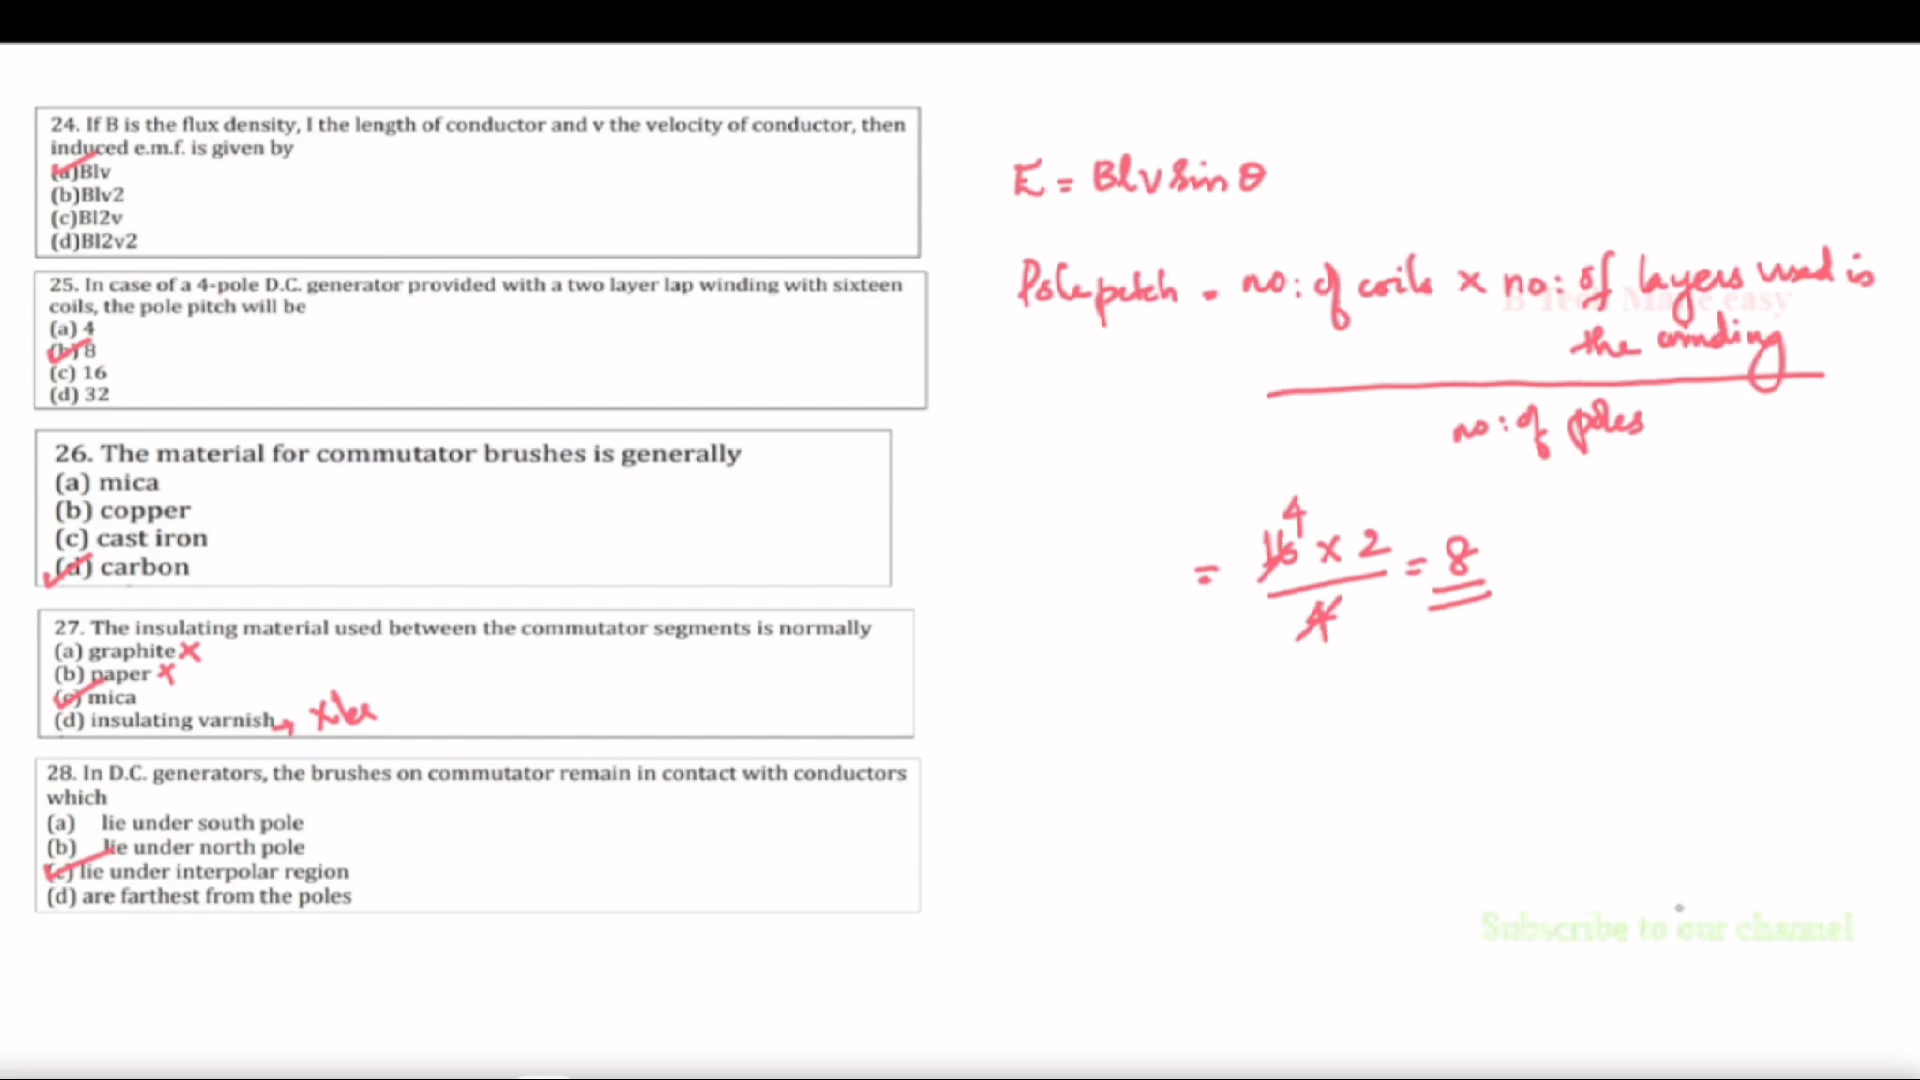 24. If B is the flux density, I the length of conductor and v the velocity of conductor, then
induced e.m.f. is given by
(a)Blv
(b)Blv2
(c)Bl2v
(d)Bl2v2
25. In case of a 4-pole D.C. generator provided with a two layer lap winding with sixteen
coils, the pole pitch will be
(a) 4
(b) 8
(c) 16
(d) 32
26. The material for commutator brushes is generally
(a) mica
(b) copper
(c) cast iron
(d) carbon
27. The insulating material used between the commutator segments is normally
(a) graphite ×
(b) paper ×
(c) mica
(d) insulating varnish →
28. In D.C. generators, the brushes on commutator remain in contact with conductors
which
(a) lie under south pole
(b) lie under north pole
(c) lie under interpolar region
(d) are farthest from the poles
E = Blv Sin θ
Pole pitch = no: of coils × no: of layers used is
the winding
no: of poles
4
= 16 × 2 = 8
4
B Tech Made easy
Subscribe to our channel